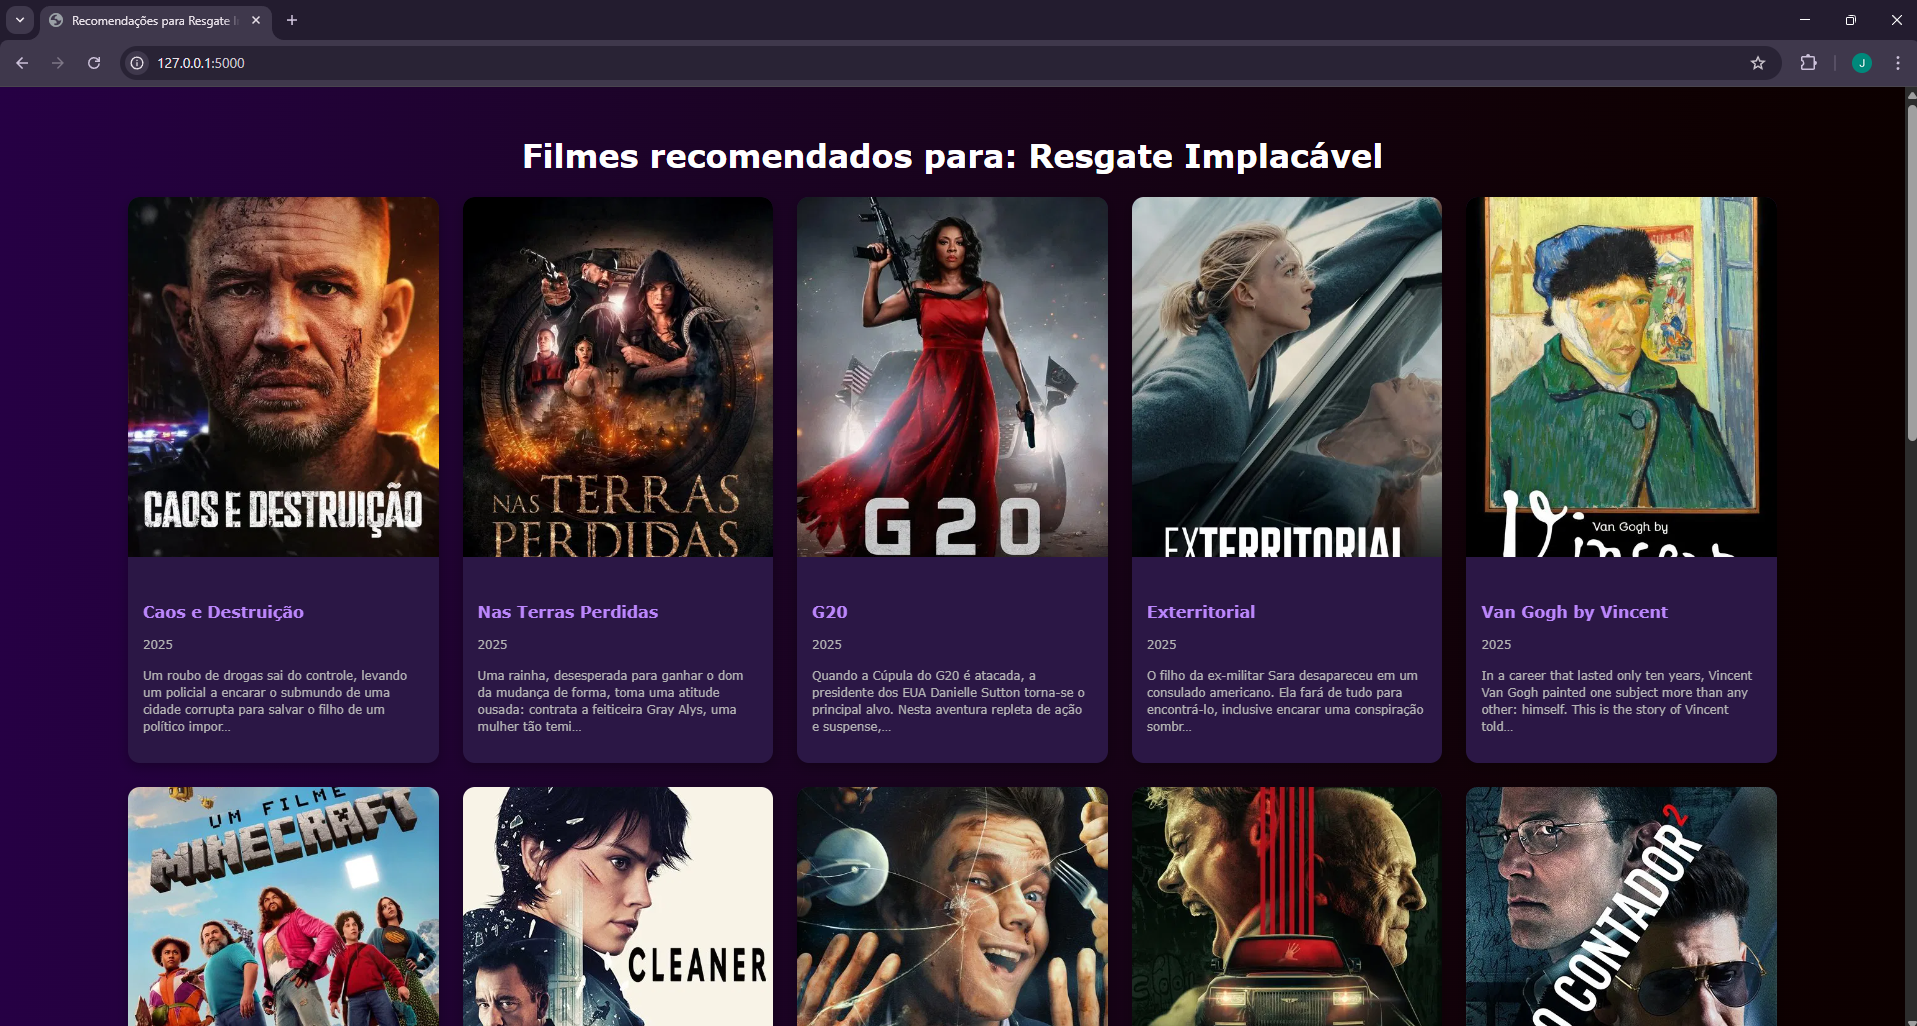 Recomendações para Resgate I
127.0.0.1:5000
J
Filmes recomendados para: Resgate Implacável
CAOS E DESTRUIÇÃO
NAS TERRAS
PERDIDAS
G20
EXTERRITORIAL
Van Gogh by
Vincent
Caos e Destruição
2025
Um roubo de drogas sai do controle, levando
um policial a encarar o submundo de uma
cidade corrupta para salvar o filho de um
político impor...
Nas Terras Perdidas
2025
Uma rainha, desesperada para ganhar o dom
da mudança de forma, toma uma atitude
ousada: contrata a feiticeira Gray Alys, uma
mulher tão temi...
G20
2025
Quando a Cúpula do G20 é atacada, a
presidente dos EUA Danielle Sutton torna-se o
principal alvo. Nesta aventura repleta de ação
e suspense,...
Exterritorial
2025
O filho da ex-militar Sara desapareceu em um
consulado americano. Ela fará de tudo para
encontrá-lo, inclusive encarar uma conspiração
sombr...
Van Gogh by Vincent
2025
In a career that lasted only ten years, Vincent
Van Gogh painted one subject more than any
other: himself. This is the story of Vincent
told...
UM FILME
MINECRAFT
CLEANER
O CONTADOR 2